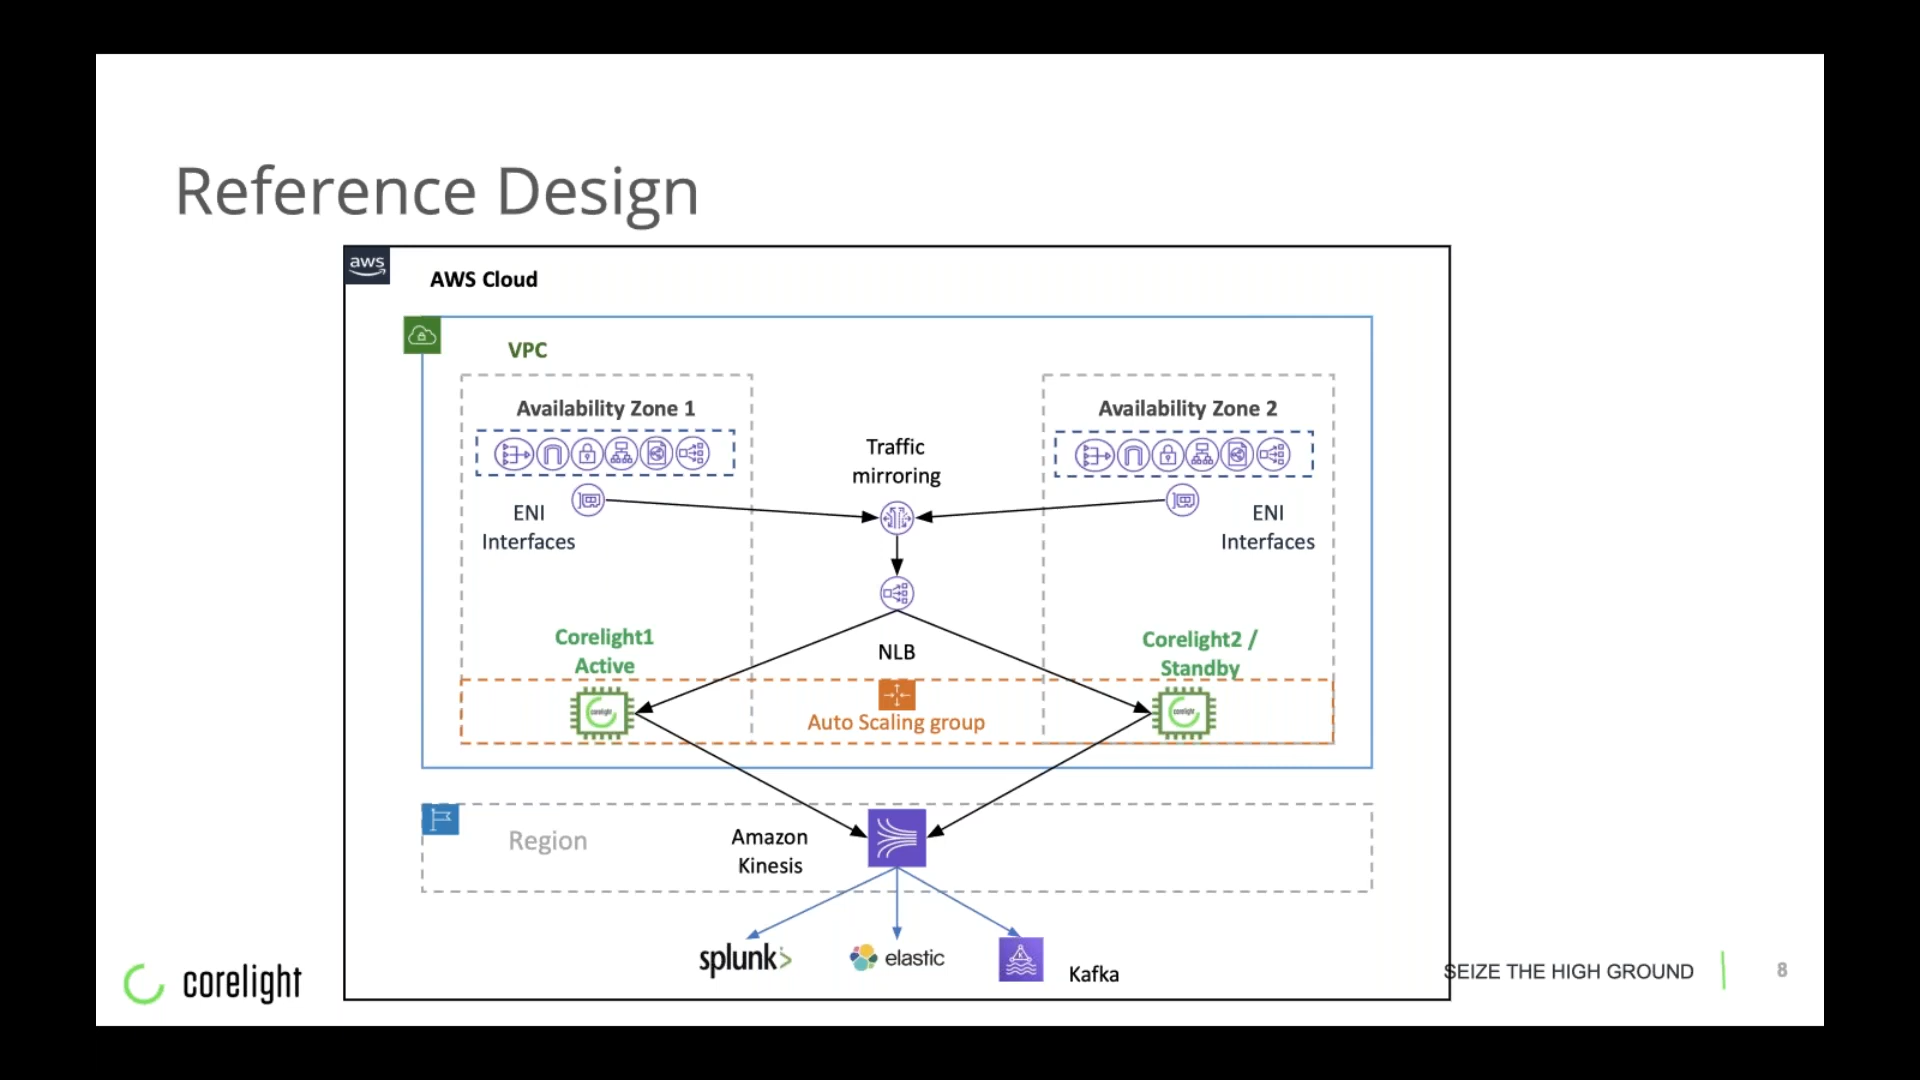 Reference Design
aws
AWS Cloud
VPC
Availability Zone 1
Availability Zone 2
Traffic
mirroring
ENI
Interfaces
ENI
Interfaces
Corelight1
Active
NLB
Corelight2 /
Standby
corelight
Auto Scaling group
corelight
Region
Amazon
Kinesis
splunk>
elastic
K
Kafka
corelight
SEIZE THE HIGH GROUND
8